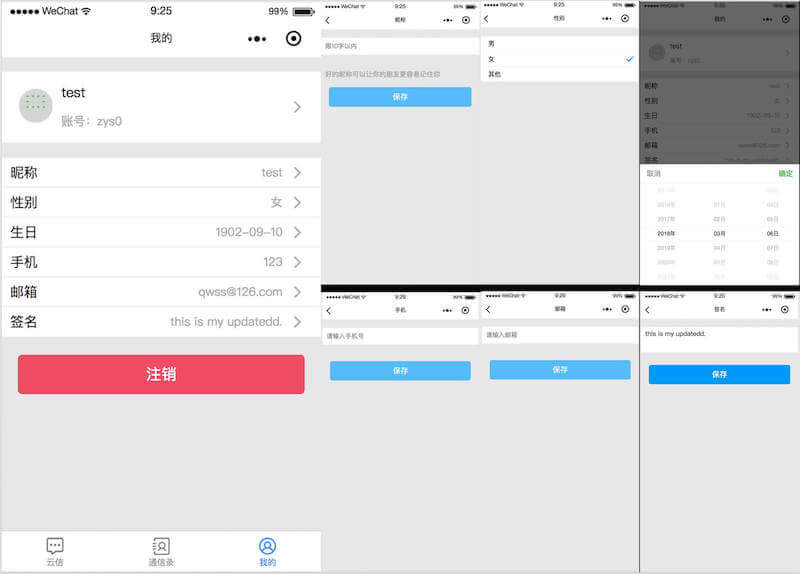 WeChat 9:25 99%
我的
test
账号：zys0
昵称 test
性别 女
生日 1902-09-10
手机 123
邮箱 qwss@126.com
签名 this is my updatedd.
注销
云信 通信录 我的
WeChat 9:25 99%
昵称
限10字以内
好的昵称可以让你的朋友更容易记住你
保存
WeChat 9:25 99%
性别
男
女
其他
我的
test
账号：zys0
昵称 test
性别 女
生日 1902-09-10
手机 123
邮箱 qwss@126.com
签名 this is my updatedd.
取消 确定
2016年 01月 04日
2017年 02月 05日
2018年 03月 06日
2019年 04月 07日
2020年 05月 08日
WeChat 9:26 99%
手机
请输入手机号
保存
WeChat 9:25 99%
邮箱
请输入邮箱
保存
WeChat 9:25 99%
签名
this is my updatedd.
保存